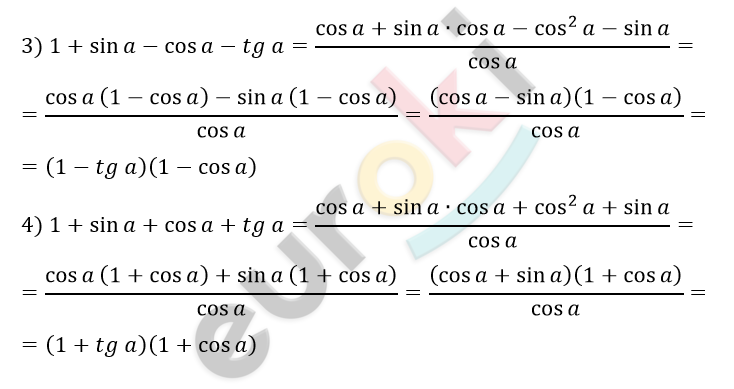 3) 1 + sin a − cos a − tg a = (cos a + sin a · cos a − cos² a − sin a) / cos a =
= (cos a (1 − cos a) − sin a (1 − cos a)) / cos a = ((cos a − sin a)(1 − cos a)) / cos a =
= (1 − tg a)(1 − cos a)
4) 1 + sin a + cos a + tg a = (cos a + sin a · cos a + cos² a + sin a) / cos a =
= (cos a (1 + cos a) + sin a (1 + cos a)) / cos a = ((cos a + sin a)(1 + cos a)) / cos a =
= (1 + tg a)(1 + cos a)
euroki